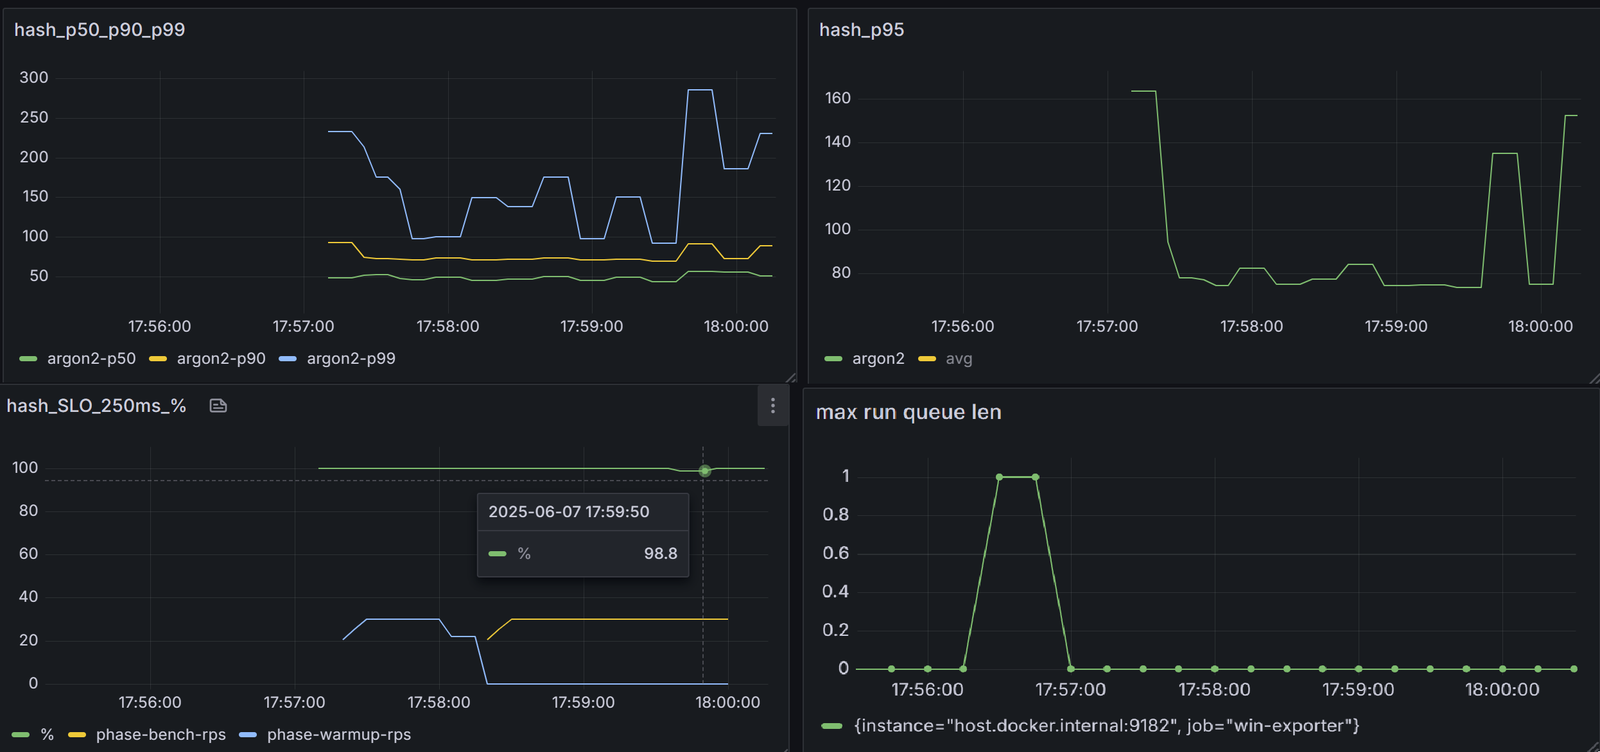 hash_p50_p90_p99
300
250
200
150
100
50
17:56:00 17:57:00 17:58:00 17:59:00 18:00:00
argon2-p50 argon2-p90 argon2-p99
hash_p95
160
140
120
100
80
17:56:00 17:57:00 17:58:00 17:59:00 18:00:00
argon2 avg
hash_SLO_250ms_%
100
80
60
40
20
0
2025-06-07 17:59:50
% 98.8
17:56:00 17:57:00 17:58:00 17:59:00 18:00:00
% phase-bench-rps phase-warmup-rps
max run queue len
1
0.8
0.6
0.4
0.2
0
17:56:00 17:57:00 17:58:00 17:59:00 18:00:00
{instance="host.docker.internal:9182", job="win-exporter"}